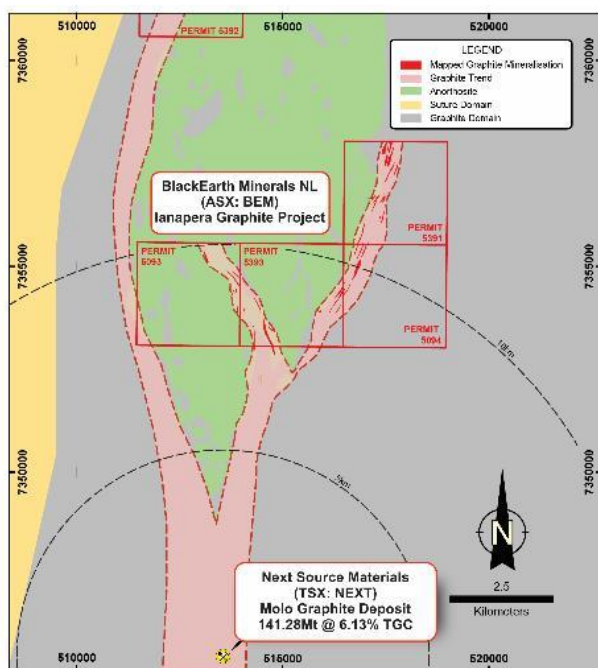 510000
515000
520000
7360000
7360000
PERMIT 5392
LEGEND
Mapped Graphite Mineralisation
Graphite Trend
Anorthosite
Suture Domain
Graphite Domain
BlackEarth Minerals NL
(ASX: BEM)
Ianapera Graphite Project
PERMIT
5391
7355000
7355000
PERMIT
5093
PERMIT
5393
PERMIT
5094
10km
7350000
7350000
5km
N
2.5
Kilometers
Next Source Materials
(TSX: NEXT)
Molo Graphite Deposit
141.28Mt @ 6.13% TGC
510000
515000
520000